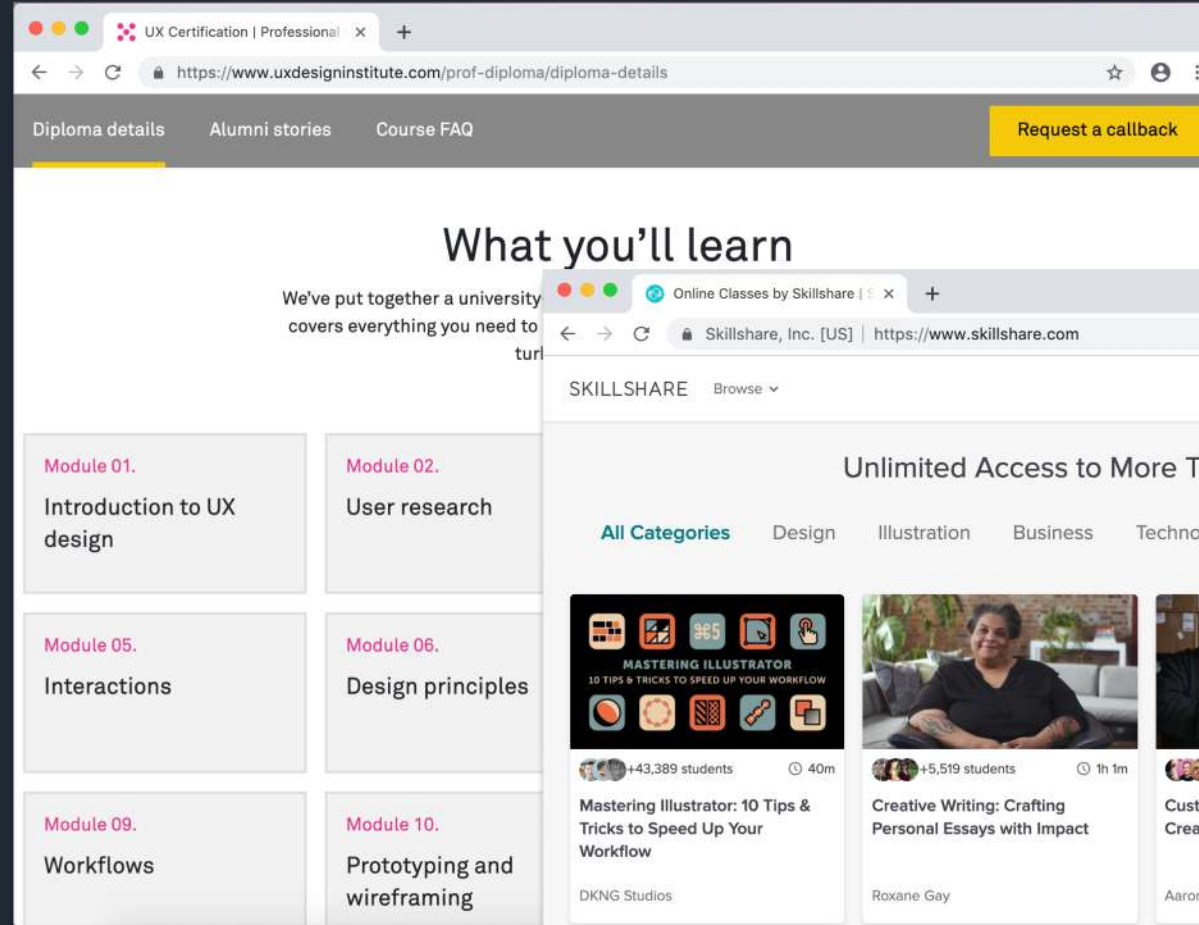 UX Certification | Professional
https://www.uxdesigninstitute.com/prof-diploma/diploma-details
Diploma details
Alumni stories
Course FAQ
Request a callback
What you'll learn
We've put together a university
covers everything you need to
Module 01.
Introduction to UX
design
Module 02.
User research
Module 05.
Interactions
Module 06.
Design principles
Module 09.
Workflows
Module 10.
Prototyping and
wireframing
Online Classes by Skillshare |
Skillshare, Inc. [US] | https://www.skillshare.com
SKILLSHARE
Browse
Unlimited Access to More
All Categories
Design
Illustration
Business
⌘5
MASTERING ILLUSTRATOR
10 TIPS & TRICKS TO SPEED UP YOUR WORKFLOW
+43,389 students
40m
Mastering Illustrator: 10 Tips &
Tricks to Speed Up Your
Workflow
DKNG Studios
+5,519 students
1h 1m
Creative Writing: Crafting
Personal Essays with Impact
Roxane Gay